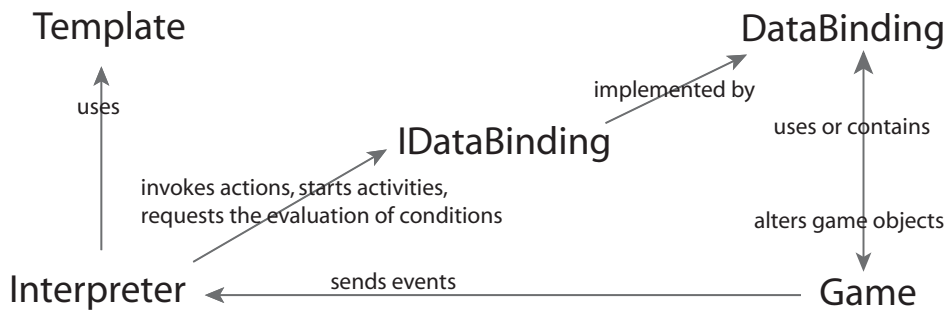 Template
DataBinding
uses
implemented by
uses or contains
IDataBinding
invokes actions, starts activities,
requests the evaluation of conditions
alters game objects
Interpreter
sends events
Game